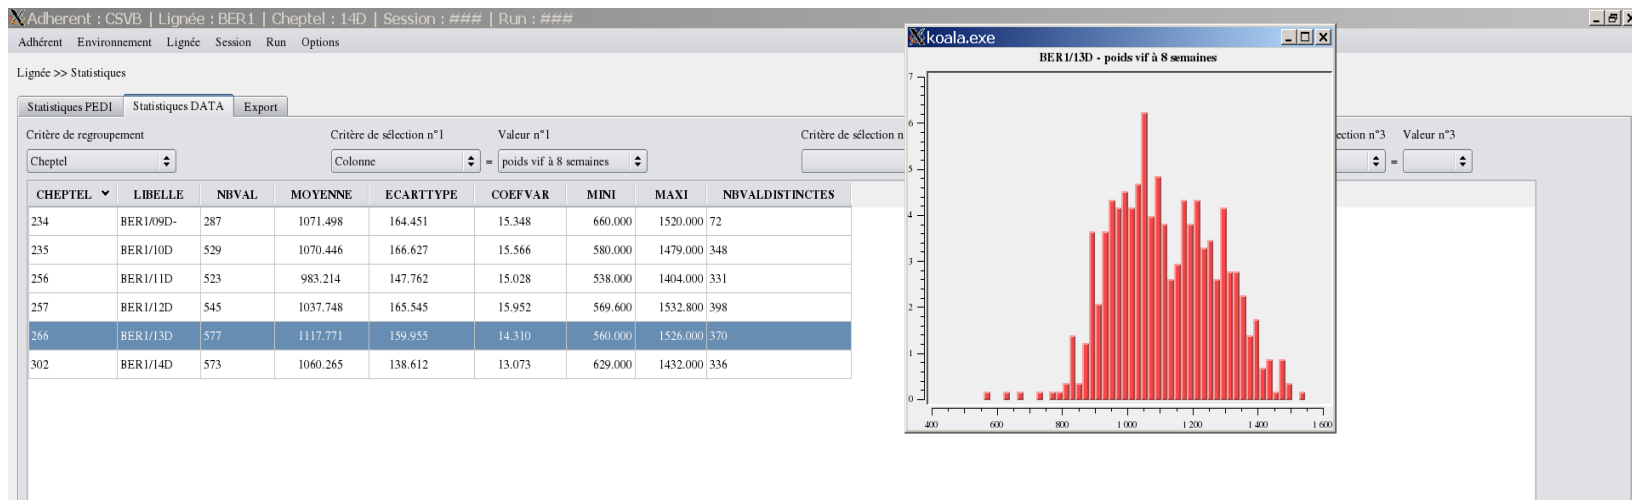 Adherent : CSVB | Lignée : BER1 | Cheptel : 14D | Session : ### | Run : ###
Adhérent Environnement Lignée Session Run Options
Lignée >> Statistiques
Statistiques PEDI Statistiques DATA Export
Critère de regroupement Critère de sélection n°1 Valeur n°1 Critère de sélection n ection n°3 Valeur n°3
Cheptel Colonne = poids vif à 8 semaines =
CHEPTEL LIBELLE NBVAL MOYENNE ECARTTYPE COEFVAR MINI MAXI NBVALDISTINCTES
234 BER1/09D- 287 1071.498 164.451 15.348 660.000 1520.000 72
235 BER1/10D 529 1070.446 166.627 15.566 580.000 1479.000 348
256 BER1/11D 523 983.214 147.762 15.028 538.000 1404.000 331
257 BER1/12D 545 1037.748 165.545 15.952 569.600 1532.800 398
266 BER1/13D 577 1117.771 159.955 14.310 560.000 1526.000 370
302 BER1/14D 573 1060.265 138.612 13.073 629.000 1432.000 336
koala.exe
BER1/13D - poids vif à 8 semaines
7
6
5
4
3
2
1
0
400 600 800 1 000 1 200 1 400 1 600